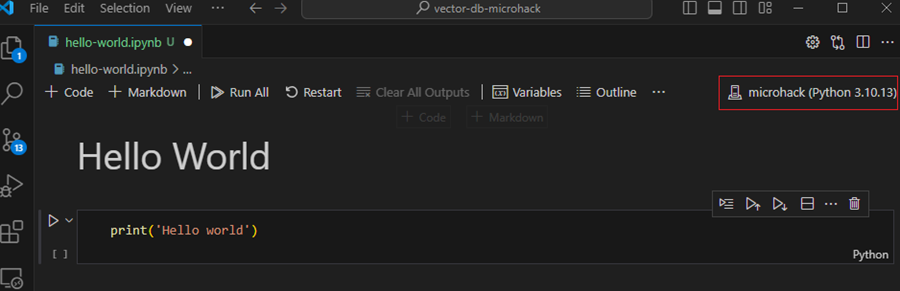 File Edit Selection View ... vector-db-microhack
hello-world.ipynb U
hello-world.ipynb > ...
+ Code + Markdown Run All Restart Clear All Outputs Variables Outline ... microhack (Python 3.10.13)
+ Code + Markdown
Hello World
print('Hello world')
[ ] Python
1
13